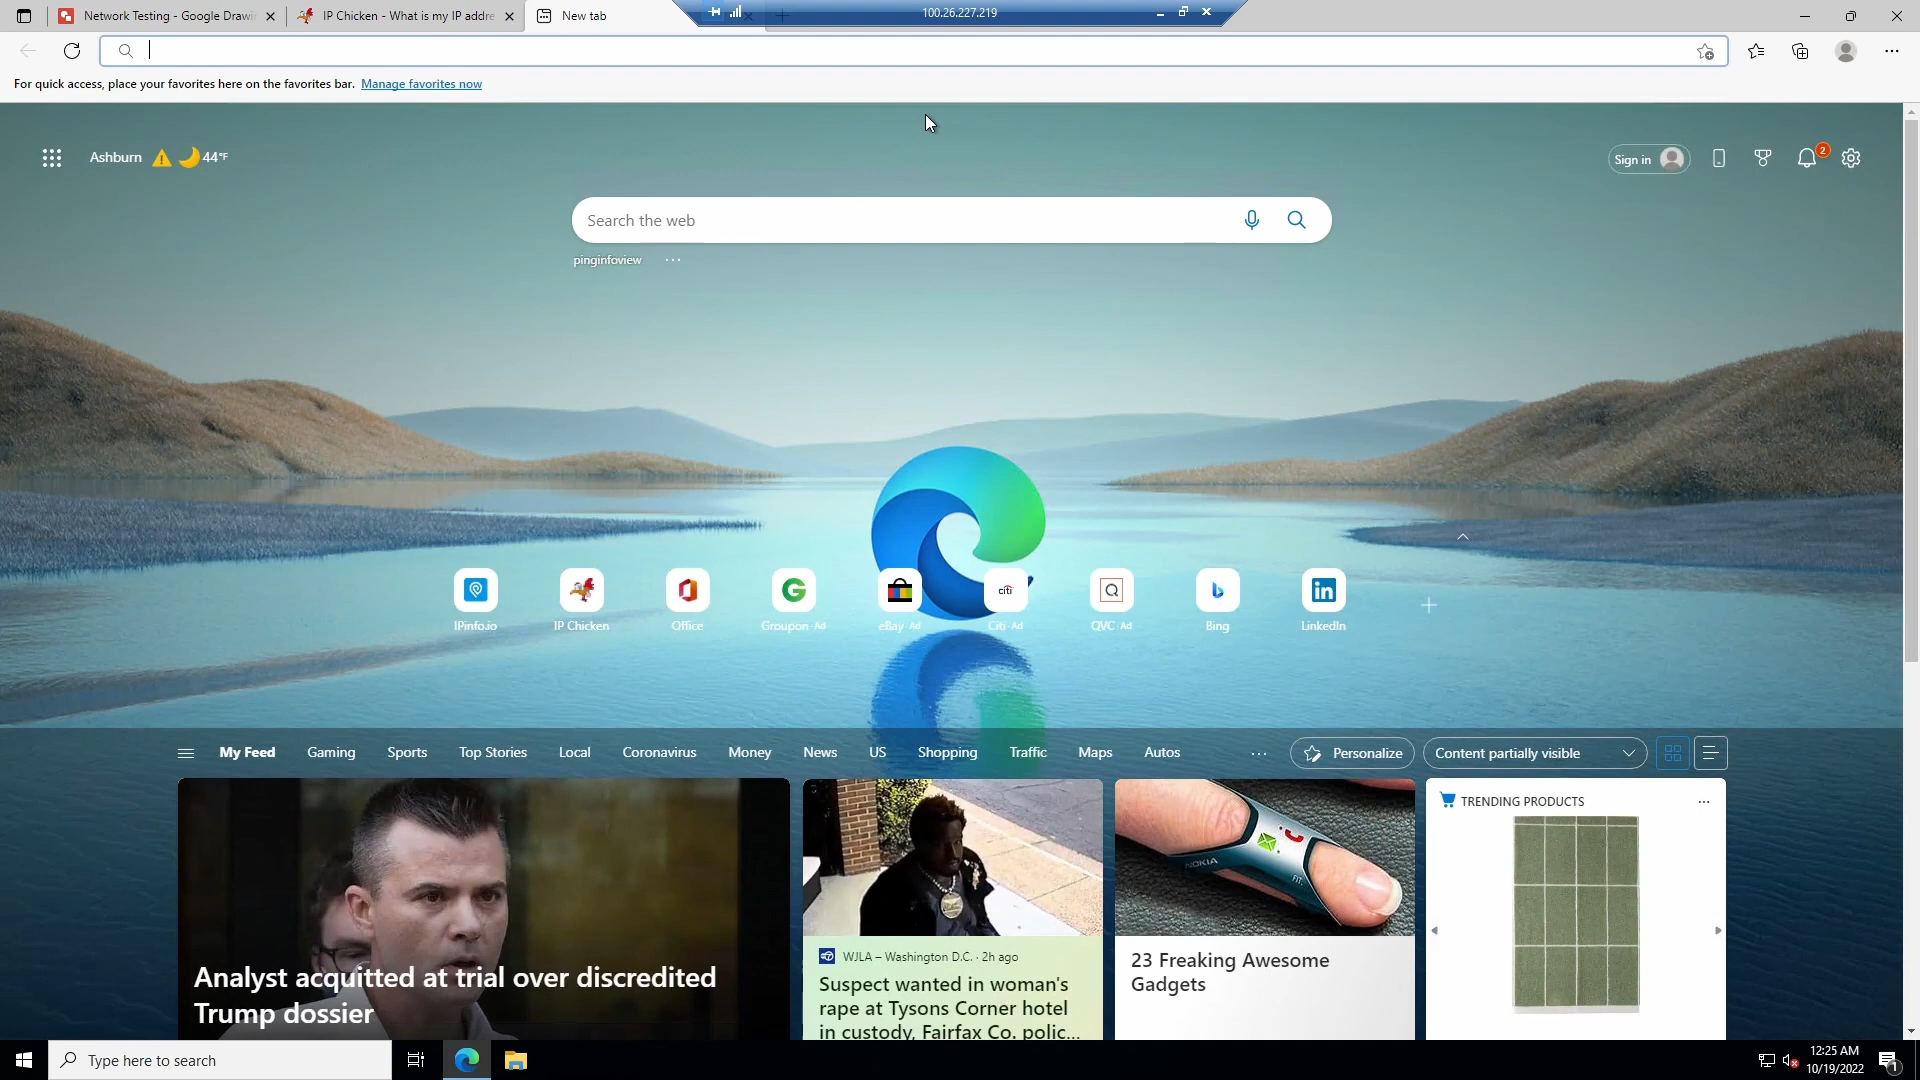 Network Testing - Google Drawi
IP Chicken - What is my IP addre
New tab
100.26.227.219
For quick access, place your favorites here on the favorites bar. Manage favorites now
Ashburn
44°F
Sign in
2
Search the web
pinginfoview
IPinfo.io
IP Chicken
Office
Groupon · Ad
eBay · Ad
citi
Citi · Ad
QVC · Ad
Bing
in
LinkedIn
My Feed
Gaming
Sports
Top Stories
Local
Coronavirus
Money
News
US
Shopping
Traffic
Maps
Autos
Personalize
Content partially visible
Analyst acquitted at trial over discredited
Trump dossier
WJLA – Washington D.C. · 2h ago
Suspect wanted in woman's
rape at Tysons Corner hotel
in custody, Fairfax Co. polic...
NOKIA
FIT.
23 Freaking Awesome
Gadgets
TRENDING PRODUCTS
Type here to search
12:25 AM
10/19/2022
1